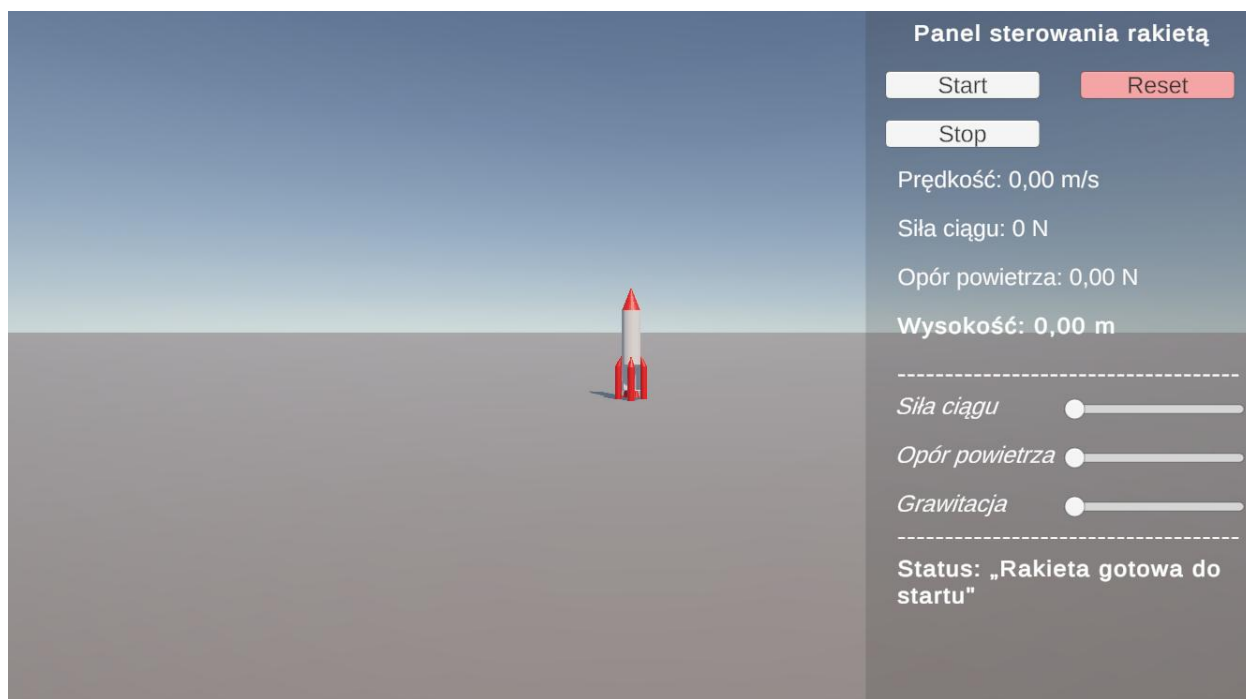 Panel sterowania rakietą
Start Reset
Stop
Prędkość: 0,00 m/s
Siła ciągu: 0 N
Opór powietrza: 0,00 N
Wysokość: 0,00 m
------------------------------------
Siła ciągu
Opór powietrza
Grawitacja
------------------------------------
Status: „Rakieta gotowa do
startu"